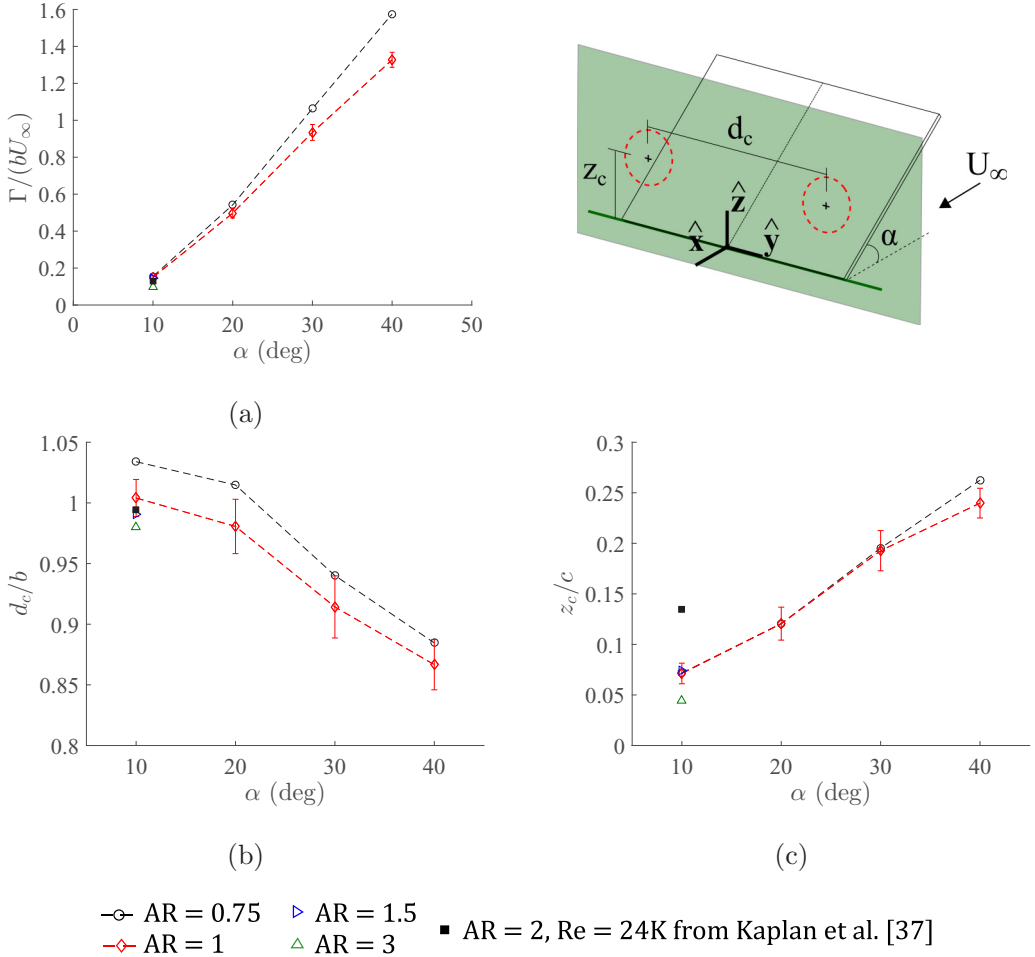 1.6
1.4
1.2
1
0.8
0.6
0.4
0.2
0
0 10 20 30 40 50
Γ/(bU∞)
α (deg)
(a)
d_c
z_c
U∞
ẑ
x̂
ŷ
α
1.05
1
0.95
0.9
0.85
0.8
10 20 30 40
d_c/b
α (deg)
(b)
0.3
0.25
0.2
0.15
0.1
0.05
0
10 20 30 40
z_c/c
α (deg)
(c)
AR = 0.75 AR = 1.5
AR = 1 AR = 3
AR = 2, Re = 24K from Kaplan et al. [37]